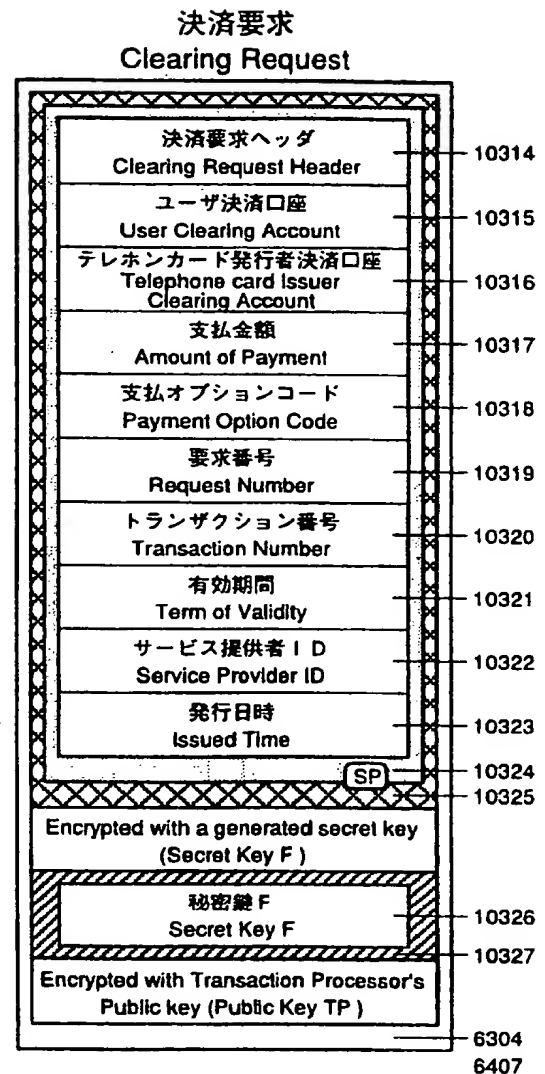 決済要求
Clearing Request
決済要求ヘッダ
Clearing Request Header
10314
ユーザ決済口座
User Clearing Account
10315
テレホンカード発行者決済口座
Telephone card Issuer
Clearing Account
10316
支払金額
Amount of Payment
10317
支払オプションコード
Payment Option Code
10318
要求番号
Request Number
10319
トランザクション番号
Transaction Number
10320
有効期間
Term of Validity
10321
サービス提供者ID
Service Provider ID
10322
発行日時
Issued Time
10323
SP
10324
10325
Encrypted with a generated secret key
(Secret Key F )
秘密鍵F
Secret Key F
10326
10327
Encrypted with Transaction Processor's
Public key (Public Key TP )
6304
6407